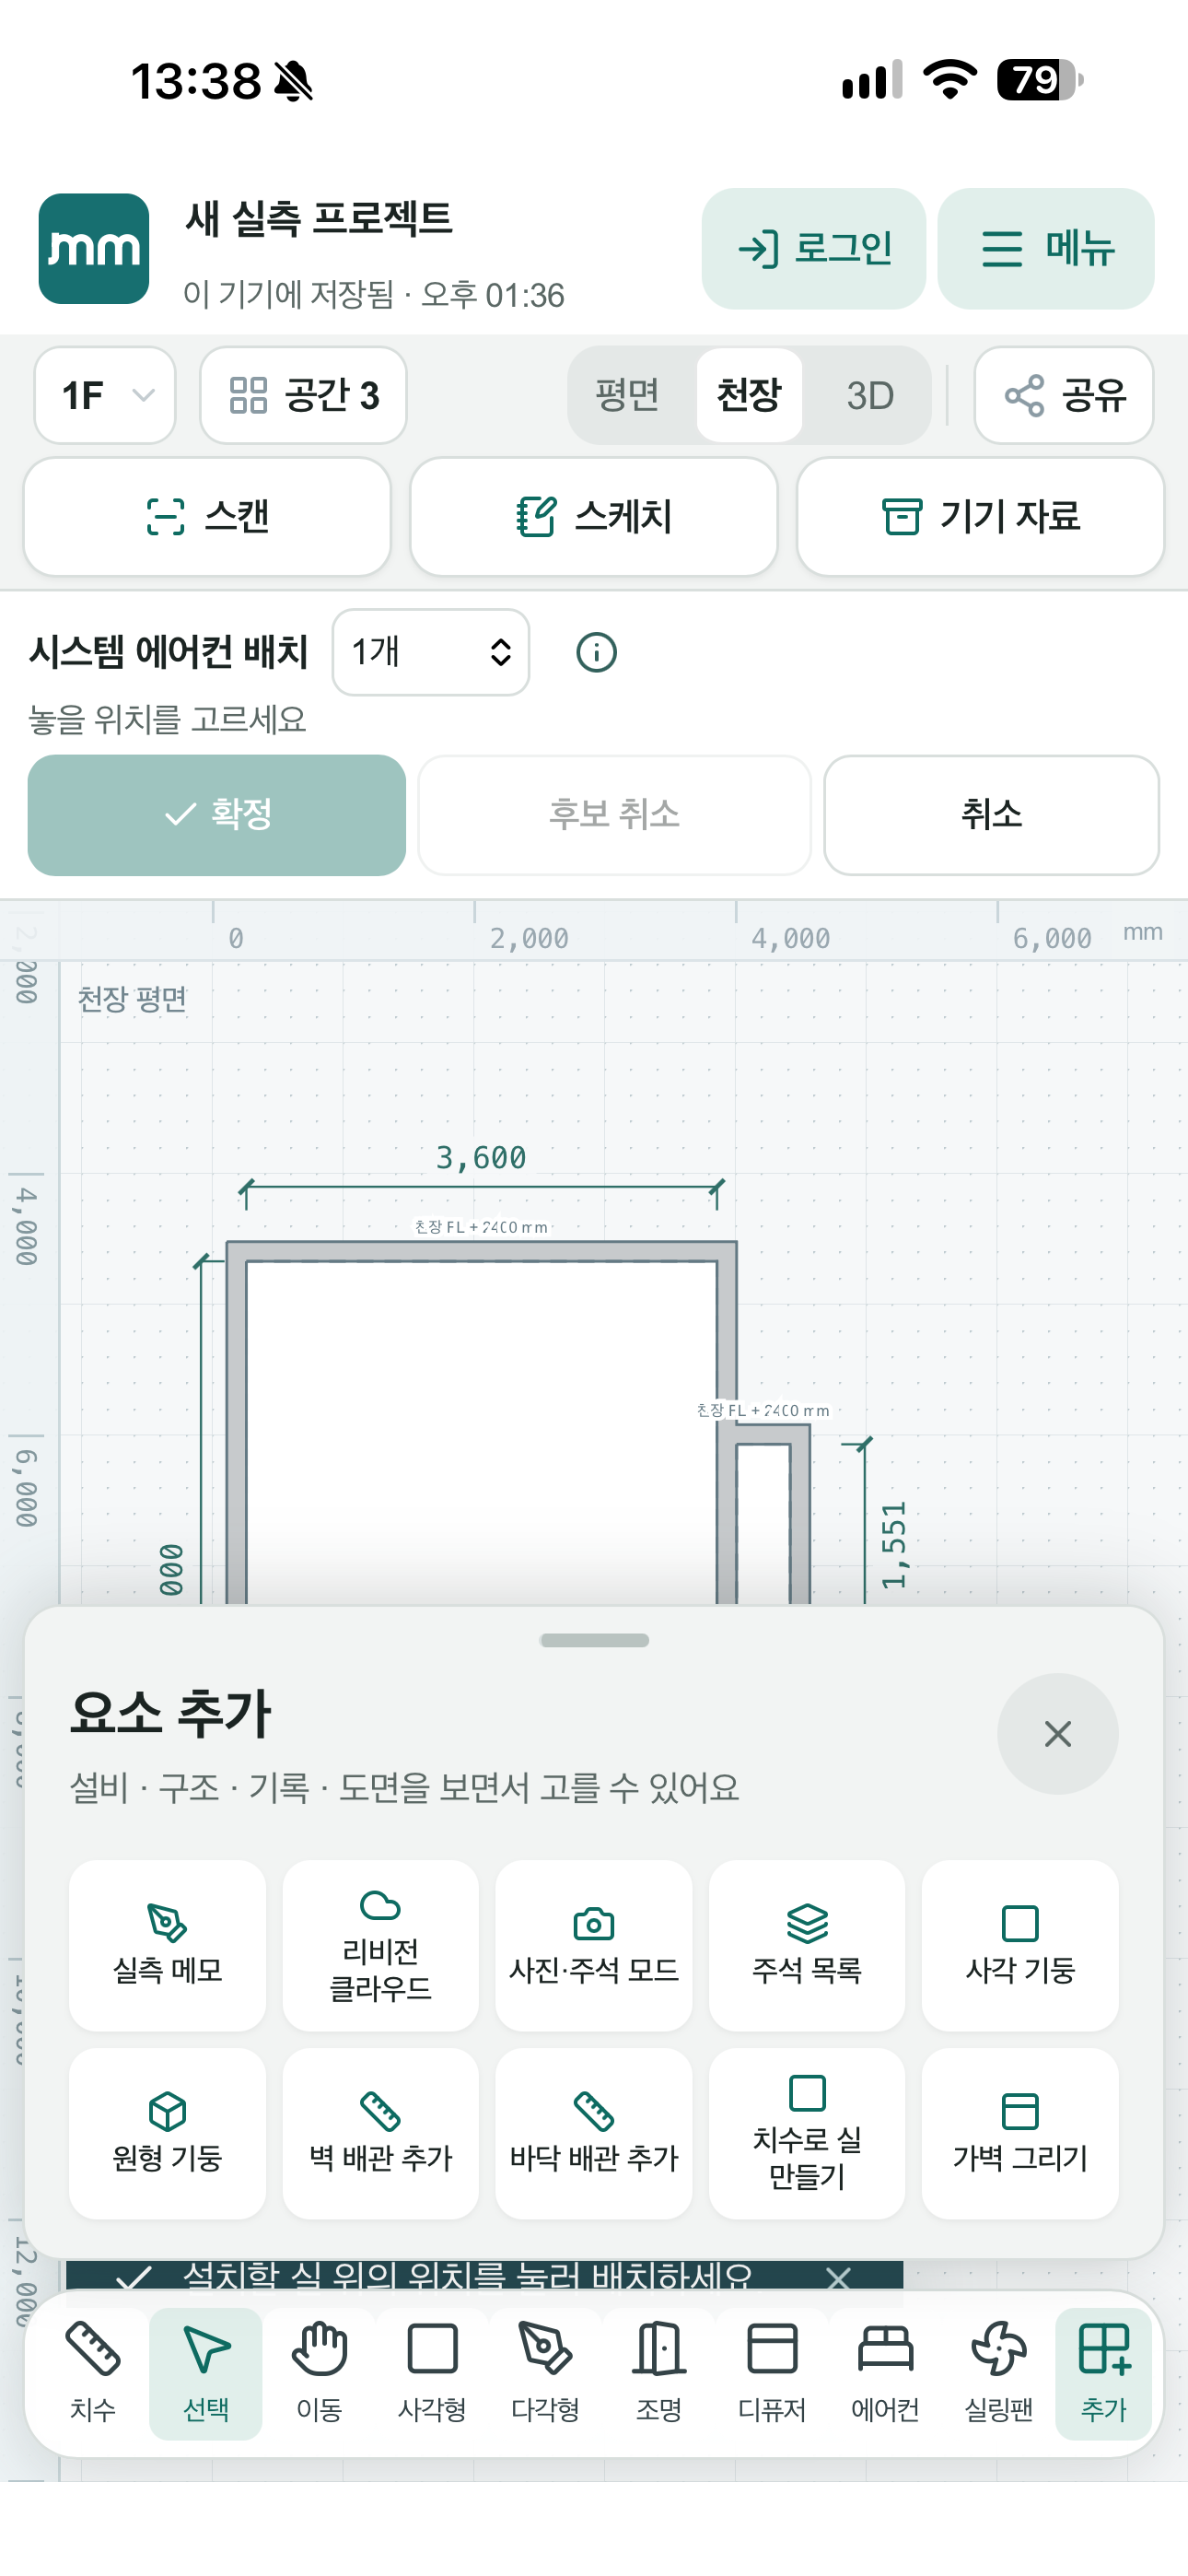 13:38
79
mm
새 실측 프로젝트
이 기기에 저장됨 · 오후 01:36
로그인
메뉴
1F
공간 3
평면
천장
3D
공유
스캔
스케치
기기 자료
시스템 에어컨 배치
1개
놓을 위치를 고르세요
확정
후보 취소
취소
0
2,000
4,000
6,000
mm
2,000
천장 평면
3,600
FL + 2400 mm
4,000
FL + 2400 mm
6,000
000
1,551
요소 추가
설비 · 구조 · 기록 · 도면을 보면서 고를 수 있어요
실측 메모
리비전
클라우드
사진·주석 모드
주석 목록
사각 기둥
원형 기둥
벽 배관 추가
바닥 배관 추가
치수로 실
만들기
가벽 그리기
12,000
설치할 실 위의 위치를 눌러 배치하세요
치수
선택
이동
사각형
다각형
조명
디퓨저
에어컨
실링팬
추가